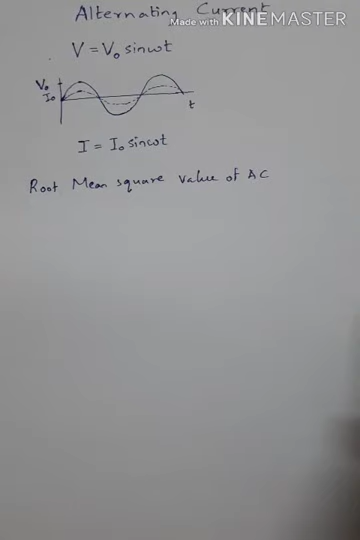 Alternating Current
Made with KINEMASTER
V = V₀ sinωt
V₀
I₀
t
I = I₀ sinωt
Root Mean square value of AC